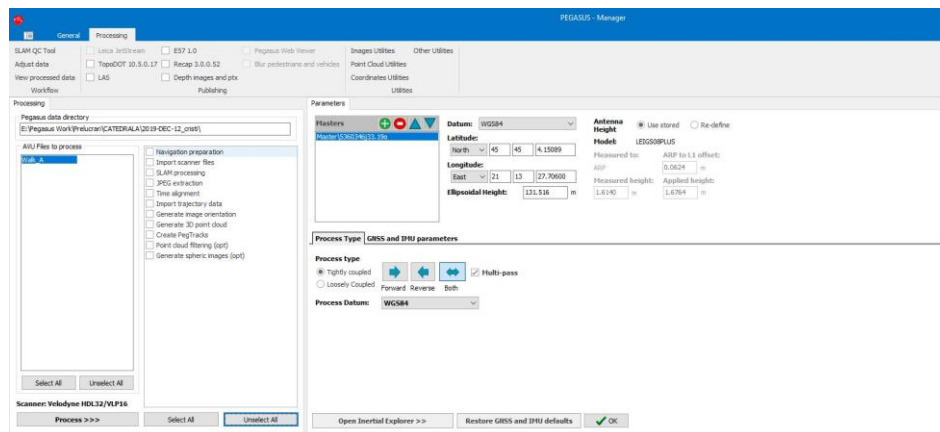 PEGASUS - Manager
General Processing
SLAM QC Tool Leica JetStream E57 1.0 Pegasus Web Viewer Images Utilities Other Utilities
Adjust data TopoDOT 10.5.0.17 Recap 3.0.0.52 Blur pedestrians and vehicles Point Cloud Utilities
View processed data LAS Depth images and ptx Coordinates Utilities
Workflow Publishing Utilities
Processing
Pegasus data directory
E:\Pegasus Work\Prelucrari\CATEDRALA\2019-DEC-12_cristi\
AVU Files to process
Walk_A
Navigation preparation
Import scanner files
SLAM processing
JPEG extraction
Time alignment
Import trajectory data
Generate image orientation
Generate 3D point cloud
Create PegTracks
Point cloud filtering (opt)
Generate spheric images (opt)
Select All Unselect All
Scanner: Velodyne HDL32/VLP16
Process >>> Select All Unselect All
Parameters
Masters
Master\5360346j33.19o
Datum: WGS84
Latitude:
North 45 45 4.15089
Longitude:
East 21 13 27.70600
Ellipsoidal Height: 131.516 m
Antenna Height Use stored Re-define
Model: LEIGS08PLUS
Measured to: ARP to L1 offset:
ARP 0.0624 m
Measured height: Applied height:
1.6140 m 1.6764 m
Process Type GNSS and IMU parameters
Process type
Tightly coupled
Loosely Coupled
Forward Reverse Both
Multi-pass
Process Datum: WGS84
Open Inertial Explorer >> Restore GNSS and IMU defaults OK